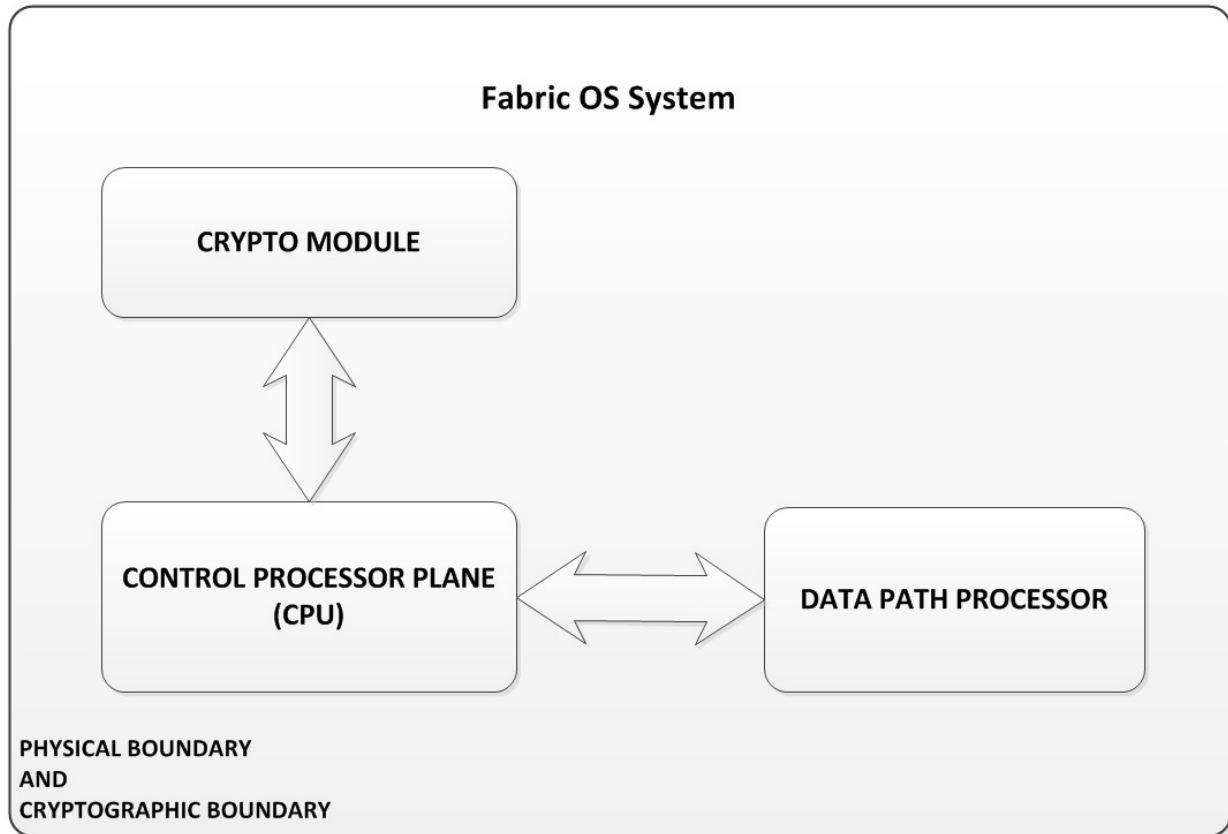 Fabric OS System
CRYPTO MODULE
CONTROL PROCESSOR PLANE
(CPU)
DATA PATH PROCESSOR
PHYSICAL BOUNDARY
AND
CRYPTOGRAPHIC BOUNDARY